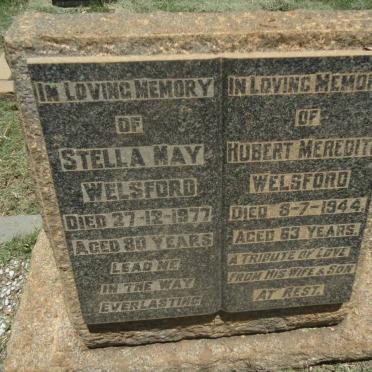 IN LOVING MEMORY
OF
STELLA MAY
WELSFORD
DIED 27-12-1977
AGED YEARS
LEAD ME
IN THE WAY
EVERLASTING
IN LOVING MEMOR
OF
HUBERT MEREDIT
WELSFORD
DIED 8-7-1944
AGED 63 YEARS.
A TRIBUTE OF LOVE
FROM HIS WIFE & SON
AT REST.